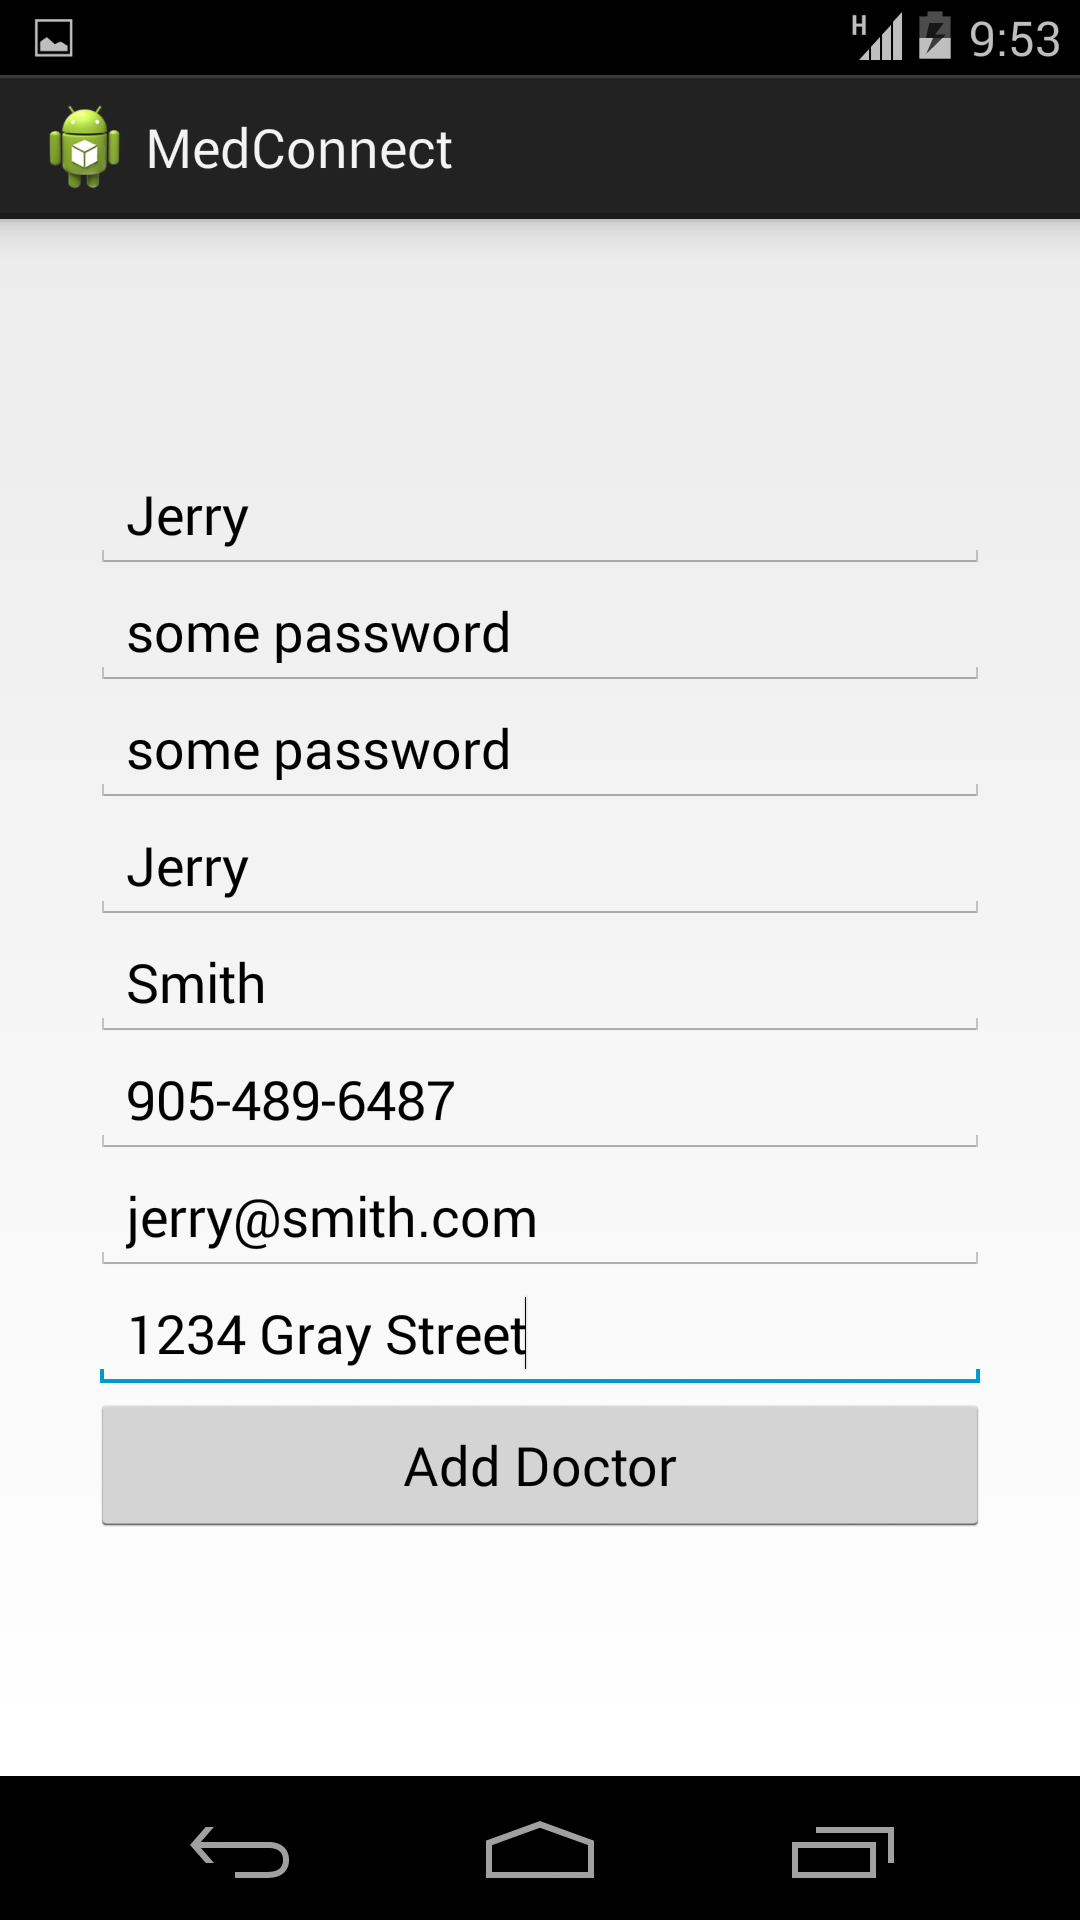 H 9:53
MedConnect
Jerry
some password
some password
Jerry
Smith
905-489-6487
jerry@smith.com
1234 Gray Street
Add Doctor